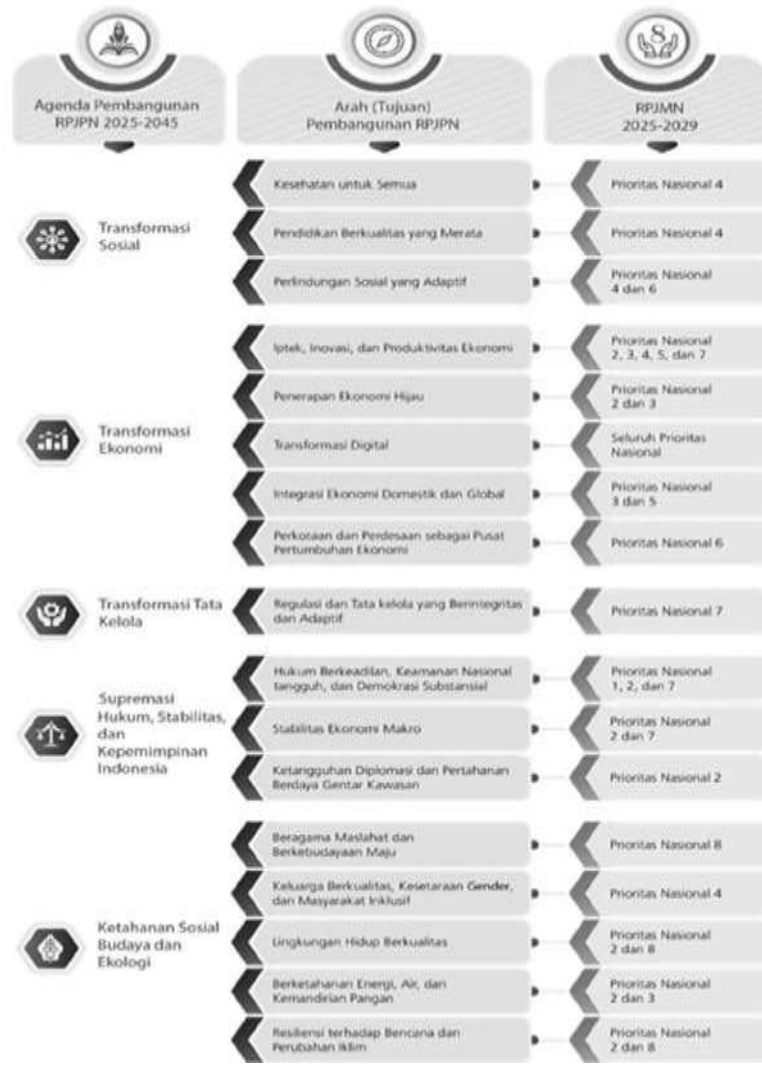 Agenda Pembangunan
RPJPN 2025-2045
Arah (Tujuan)
Pembangunan RPJPN
8
RPJMN
2025-2029
Transformasi
Sosial
Kesehatan untuk Semua
Prioritas Nasional 4
Pendidikan Berkualitas yang Merata
Prioritas Nasional 4
Perlindungan Sosial yang Adaptif
Prioritas Nasional
4 dan 6
Transformasi
Ekonomi
Iptek, Inovasi, dan Produktivitas Ekonomi
Prioritas Nasional
2, 3, 4, 5, dan 7
Penerapan Ekonomi Hijau
Prioritas Nasional
2 dan 3
Transformasi Digital
Seluruh Prioritas
Nasional
Integrasi Ekonomi Domestik dan Global
Prioritas Nasional
3 dan 5
Perkotaan dan Perdesaan sebagai Pusat
Pertumbuhan Ekonomi
Prioritas Nasional 6
Transformasi Tata
Kelola
Regulasi dan Tata kelola yang Berintegritas
dan Adaptif
Prioritas Nasional 7
Supremasi
Hukum, Stabilitas,
dan
Kepemimpinan
Indonesia
Hukum Berkeadilan, Keamanan Nasional
tangguh, dan Demokrasi Substansial
Prioritas Nasional
1, 2, dan 7
Stabilitas Ekonomi Makro
Prioritas Nasional
2 dan 7
Ketangguhan Diplomasi dan Pertahanan
Berdaya Gentar Kawasan
Prioritas Nasional 2
Ketahanan Sosial
Budaya dan
Ekologi
Beragama Maslahat dan
Berkebudayaan Maju
Prioritas Nasional 8
Keluarga Berkualitas, Kesetaraan Gender,
dan Masyarakat Inklusif
Prioritas Nasional 4
Lingkungan Hidup Berkualitas
Prioritas Nasional
2 dan 8
Berketahanan Energi, Air, dan
Kemandirian Pangan
Prioritas Nasional
2 dan 3
Resiliensi terhadap Bencana dan
Perubahan Iklim
Prioritas Nasional
2 dan 8